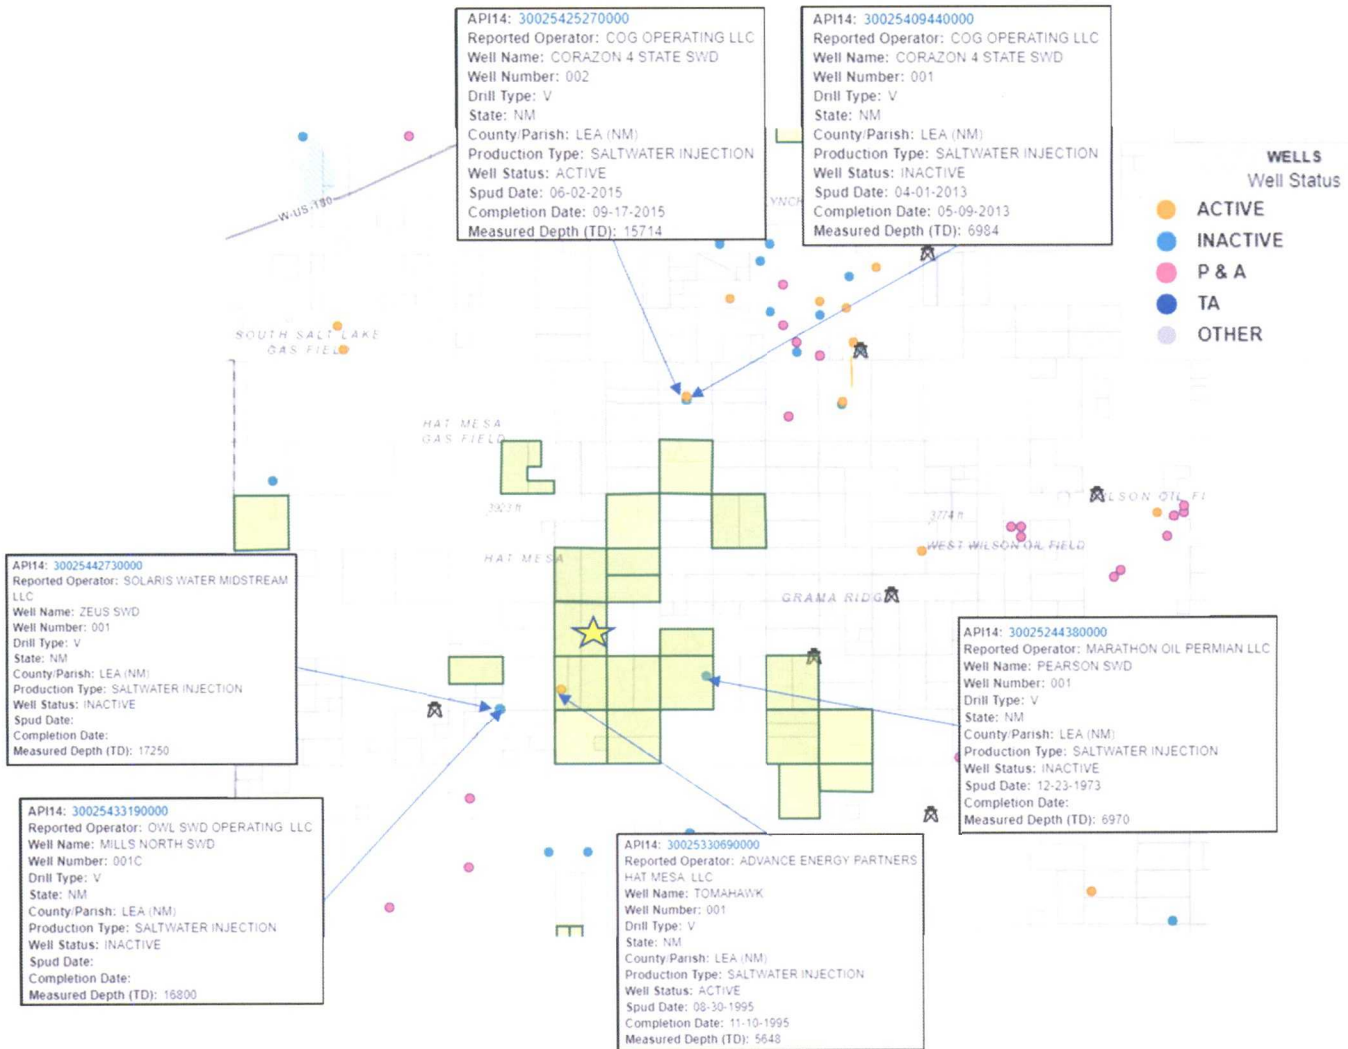 API14: 30025425270000
Reported Operator: COG OPERATING LLC
Well Name: CORAZON 4 STATE SWD
Well Number: 002
Drill Type: V
State: NM
County/Parish: LEA (NM)
Production Type: SALTWATER INJECTION
Well Status: ACTIVE
Spud Date: 06-02-2015
Completion Date: 09-17-2015
Measured Depth (TD): 15714
API14: 30025409440000
Reported Operator: COG OPERATING LLC
Well Name: CORAZON 4 STATE SWD
Well Number: 001
Drill Type: V
State: NM
County/Parish: LEA (NM)
Production Type: SALTWATER INJECTION
Well Status: INACTIVE
Spud Date: 04-01-2013
Completion Date: 05-09-2013
Measured Depth (TD): 6984
WELLS
Well Status
ACTIVE
INACTIVE
P & A
TA
OTHER
W-US-180
YNCH
SOUTH SALT LAKE
GAS FIELD
HAT MESA
GAS FIELD
3923 ft
HAT MESA
3774 ft
WILSON OIL FI
WEST WILSON OIL FIELD
GRAMA RIDGE
API14: 30025442730000
Reported Operator: SOLARIS WATER MIDSTREAM
LLC
Well Name: ZEUS SWD
Well Number: 001
Drill Type: V
State: NM
County/Parish: LEA (NM)
Production Type: SALTWATER INJECTION
Well Status: INACTIVE
Spud Date:
Completion Date:
Measured Depth (TD): 17250
API14: 30025244380000
Reported Operator: MARATHON OIL PERMIAN LLC
Well Name: PEARSON SWD
Well Number: 001
Drill Type: V
State: NM
County/Parish: LEA (NM)
Production Type: SALTWATER INJECTION
Well Status: INACTIVE
Spud Date: 12-23-1973
Completion Date:
Measured Depth (TD): 6970
API14: 30025433190000
Reported Operator: OWL SWD OPERATING LLC
Well Name: MILLS NORTH SWD
Well Number: 001C
Drill Type: V
State: NM
County/Parish: LEA (NM)
Production Type: SALTWATER INJECTION
Well Status: INACTIVE
Spud Date:
Completion Date:
Measured Depth (TD): 16800
API14: 30025330690000
Reported Operator: ADVANCE ENERGY PARTNERS
HAT MESA LLC
Well Name: TOMAHAWK
Well Number: 001
Drill Type: V
State: NM
County/Parish: LEA (NM)
Production Type: SALTWATER INJECTION
Well Status: ACTIVE
Spud Date: 08-30-1995
Completion Date: 11-10-1995
Measured Depth (TD): 5648